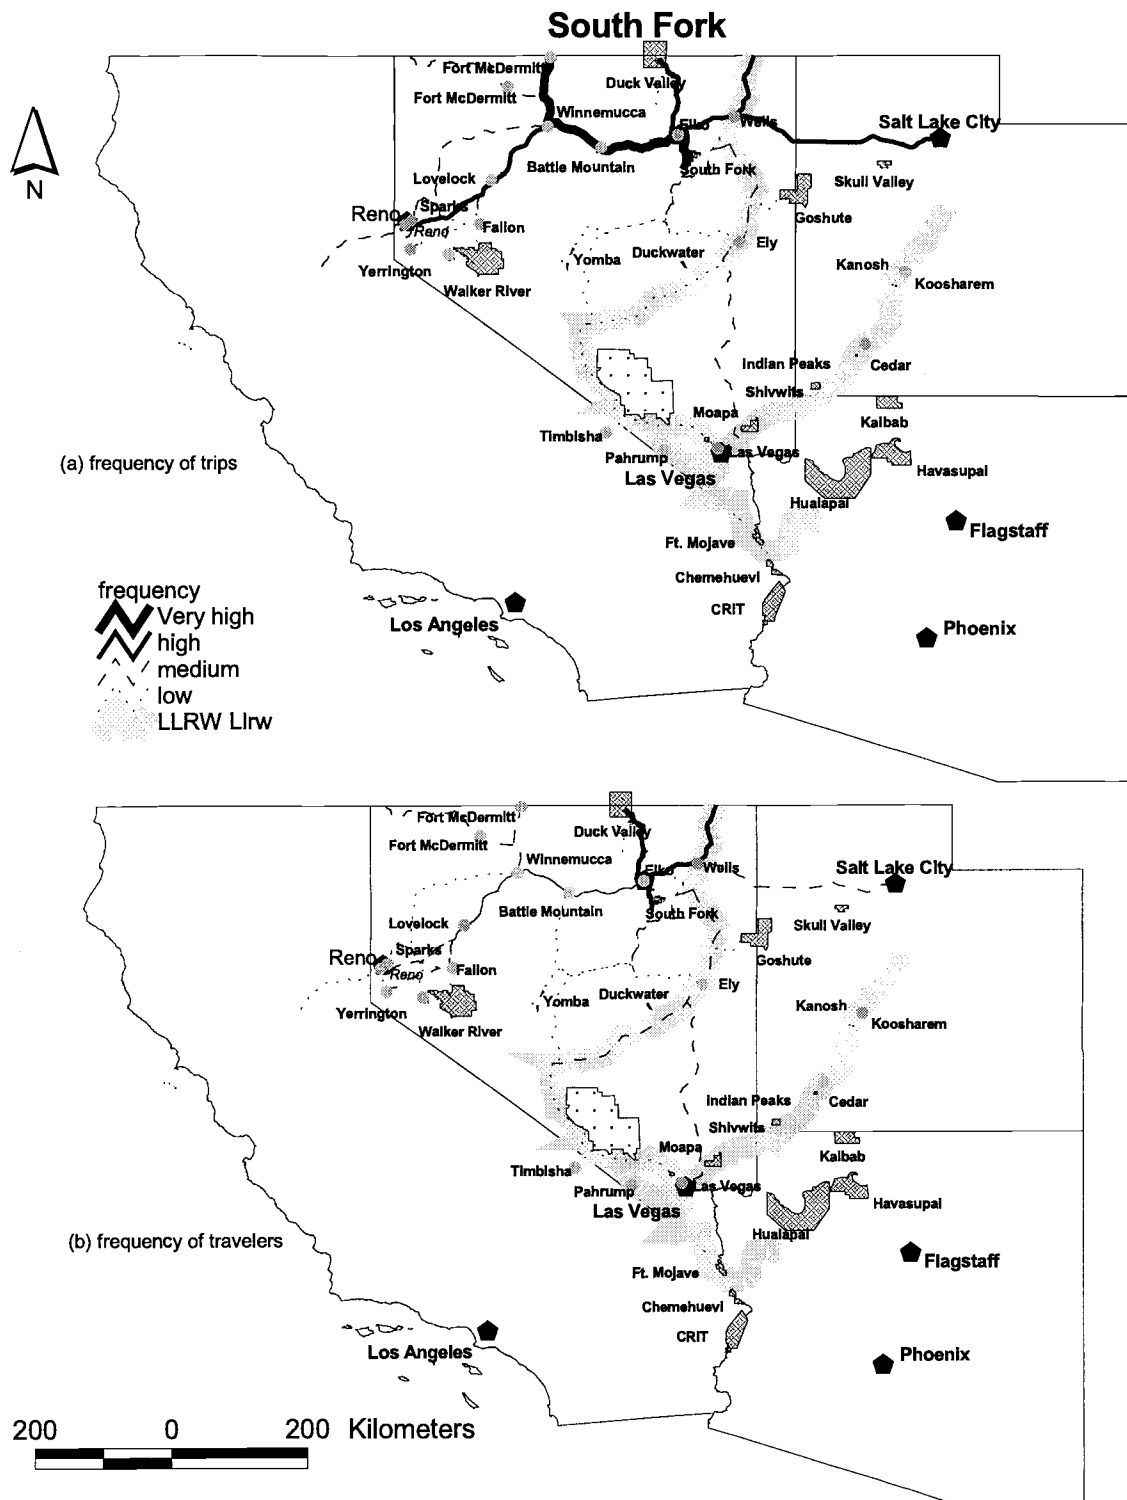 South Fork
Fort McDermitt
Duck Valley
Fort McDermitt
Winnemucca
Elko
Wells
Salt Lake City
Battle Mountain
South Fork
Skull Valley
N
Lovelock
Sparks
Reno
Reno
Fallon
Goshute
Ely
Yomba
Duckwater
Yerrington
Walker River
Kanosh
Koosharem
Indian Peaks
Cedar
Shivwits
Moapa
Kaibab
Timbisha
Pahrump
Las Vegas
(a) frequency of trips
Las Vegas
Havasupai
Hualapai
Flagstaff
Ft. Mojave
Chemehuevi
frequency
Very high
high
medium
low
LLRW Llrw
CRIT
Los Angeles
Phoenix
Fort McDermitt
Duck Valley
Fort McDermitt
Winnemucca
Elko
Wells
Salt Lake City
Battle Mountain
South Fork
Lovelock
Skull Valley
Sparks
Reno
Reno
Fallon
Goshute
Ely
Yomba
Duckwater
Yerrington
Walker River
Kanosh
Koosharem
Indian Peaks
Cedar
Shivwits
Moapa
Kaibab
Timbisha
Pahrump
Las Vegas
Las Vegas
Havasupai
Hualapai
(b) frequency of travelers
Flagstaff
Ft. Mojave
Chemehuevi
CRIT
Los Angeles
Phoenix
200 0 200 Kilometers